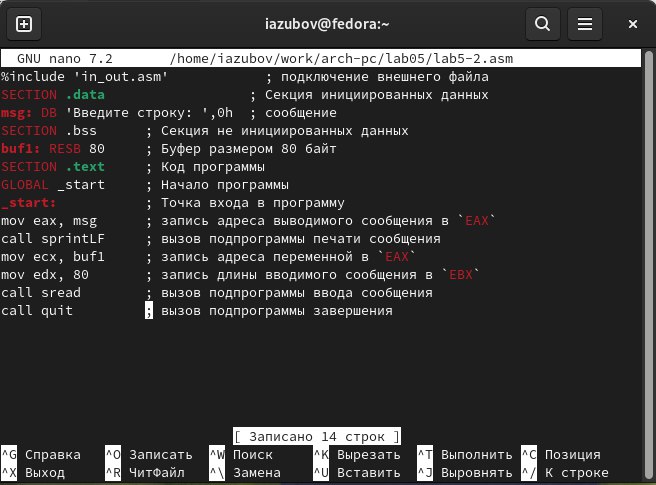 iazubov@fedora:~
GNU nano 7.2 /home/iazubov/work/arch-pc/lab05/lab5-2.asm
%include 'in_out.asm' ; подключение внешнего файла
SECTION .data ; Секция инициированных данных
msg: DB 'Введите строку: ',0h ; сообщение
SECTION .bss ; Секция не инициированных данных
buf1: RESB 80 ; Буфер размером 80 байт
SECTION .text ; Код программы
GLOBAL _start ; Начало программы
_start: ; Точка входа в программу
mov eax, msg ; запись адреса выводимого сообщения в `EAX`
call sprintLF ; вызов подпрограммы печати сообщения
mov ecx, buf1 ; запись адреса переменной в `EAX`
mov edx, 80 ; запись длины вводимого сообщения в `EBX`
call sread ; вызов подпрограммы ввода сообщения
call quit ; вызов подпрограммы завершения
[ Записано 14 строк ]
^G Справка ^O Записать ^W Поиск ^K Вырезать ^T Выполнить ^C Позиция
^X Выход ^R ЧитФайл ^\ Замена ^U Вставить ^J Выровнять ^/ К строке